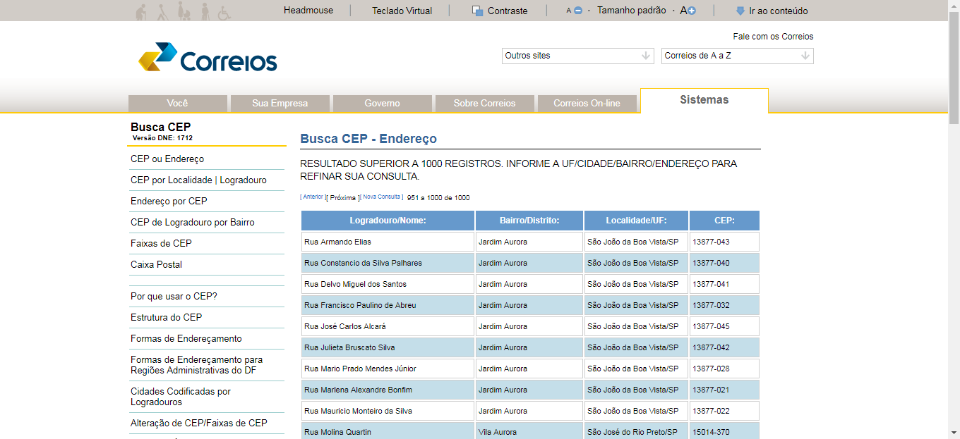 Headmouse | Teclado Virtual | Contraste | A - Tamanho padrão - A | Ir ao conteúdo
Fale com os Correios
Correios
Outros sites
Correios de A a Z
Você
Sua Empresa
Governo
Sobre Correios
Correios On-line
Sistemas
Busca CEP
Versão DNE: 1712
CEP ou Endereço
CEP por Localidade | Logradouro
Endereço por CEP
CEP de Logradouro por Bairro
Faixas de CEP
Caixa Postal
Por que usar o CEP?
Estrutura do CEP
Formas de Endereçamento
Formas de Endereçamento para
Regiões Administrativas do DF
Cidades Codificadas por
Logradouros
Alteração de CEP/Faixas de CEP
Busca CEP - Endereço
RESULTADO SUPERIOR A 1000 REGISTROS. INFORME A UF/CIDADE/BAIRRO/ENDEREÇO PARA
REFINAR SUA CONSULTA.
[ Anterior ][ Próxima ][ Nova Consulta ] 951 a 1000 de 1000
Logradouro/Nome: Bairro/Distrito: Localidade/UF: CEP:
Rua Armando Elias Jardim Aurora São João da Boa Vista/SP 13877-043
Rua Constancio da Silva Palhares Jardim Aurora São João da Boa Vista/SP 13877-040
Rua Delvo Miguel dos Santos Jardim Aurora São João da Boa Vista/SP 13877-041
Rua Francisco Paulino de Abreu Jardim Aurora São João da Boa Vista/SP 13877-032
Rua José Carlos Alcará Jardim Aurora São João da Boa Vista/SP 13877-045
Rua Julieta Bruscato Silva Jardim Aurora São João da Boa Vista/SP 13877-042
Rua Mario Prado Mendes Júnior Jardim Aurora São João da Boa Vista/SP 13877-028
Rua Marlena Alexandre Bonfim Jardim Aurora São João da Boa Vista/SP 13877-021
Rua Mauricio Monteiro da Silva Jardim Aurora São João da Boa Vista/SP 13877-022
Rua Molina Quartin Vila Aurora São José do Rio Preto/SP 15014-370